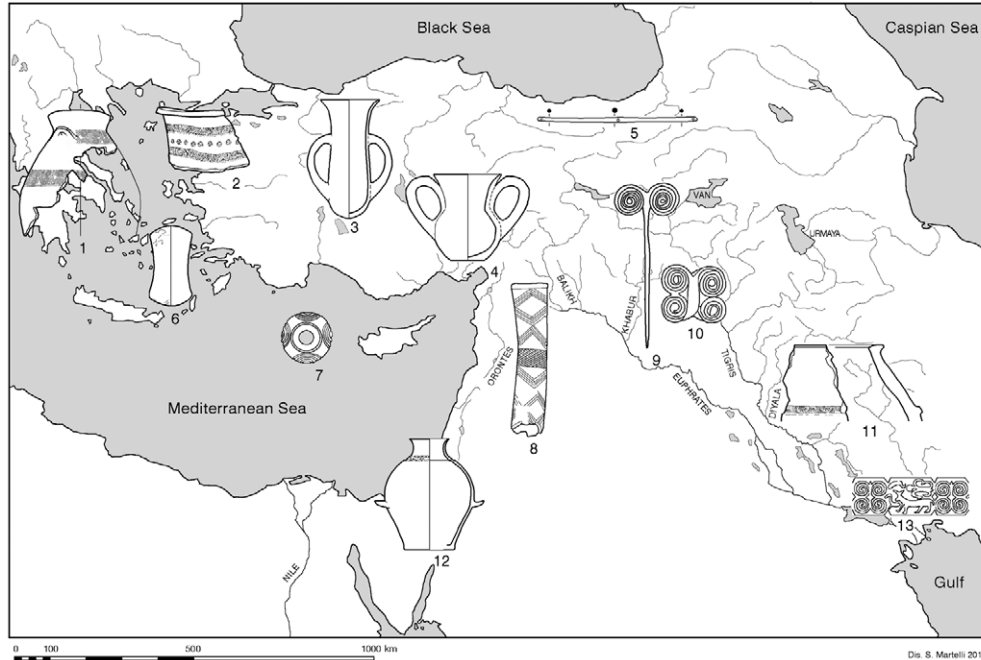 Black Sea
Caspian Sea
5
2
VAN
3
1
URMAYA
BALIKH
KHABUR
4
6
10
9
TIGRIS
7
ORONTES
EUPHRATES
DIYALA
Mediterranean Sea
8
11
13
12
NILE
Gulf
0 100 500 1000 km
Dis. S. Martelli 201